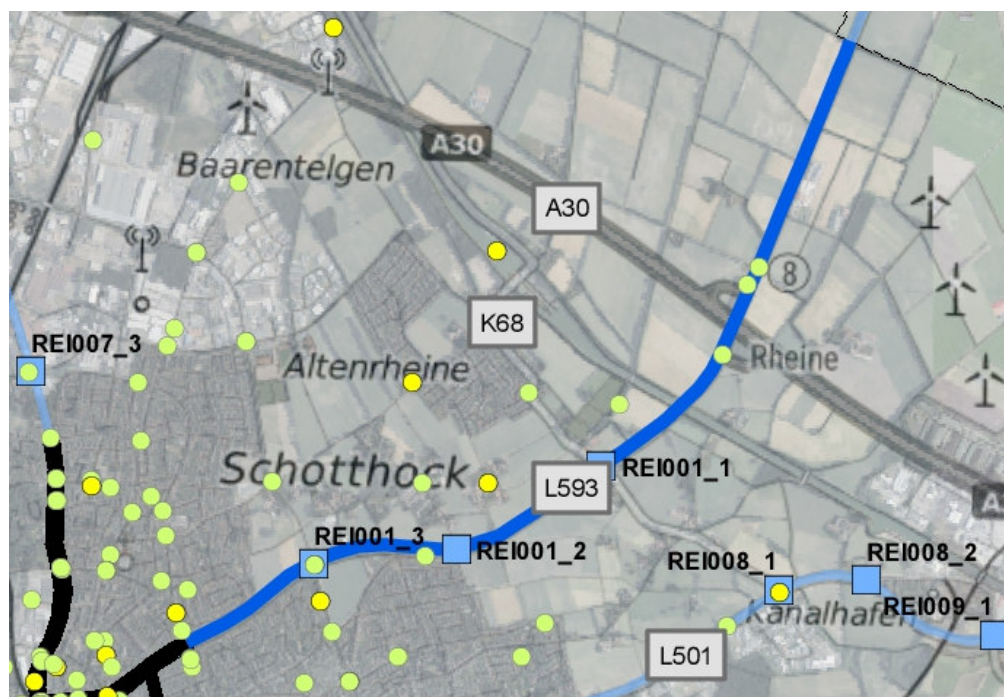 A30
Baarentelgen
A30
8
K68
REI007_3
Rheine
Altenrheine
Schotthock
REI001_1
L593
A
REI001_3
REI001_2
REI008_1
REI008_2
Kanalhafen
REI009_1
L501